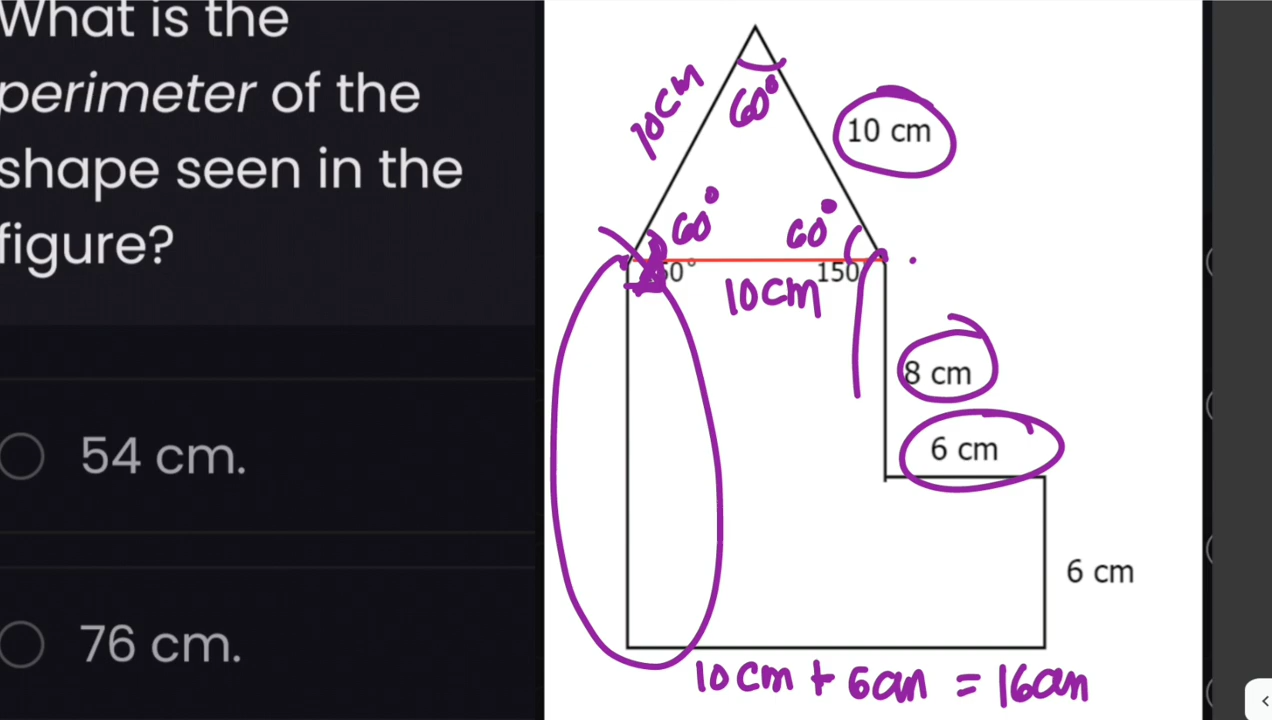 What is the
perimeter of the
shape seen in the
figure?
54 cm.
76 cm.
10cm
60°
10 cm
60°
60°
150
10cm
8 cm
6 cm
6 cm
10cm + 6cm = 16cm